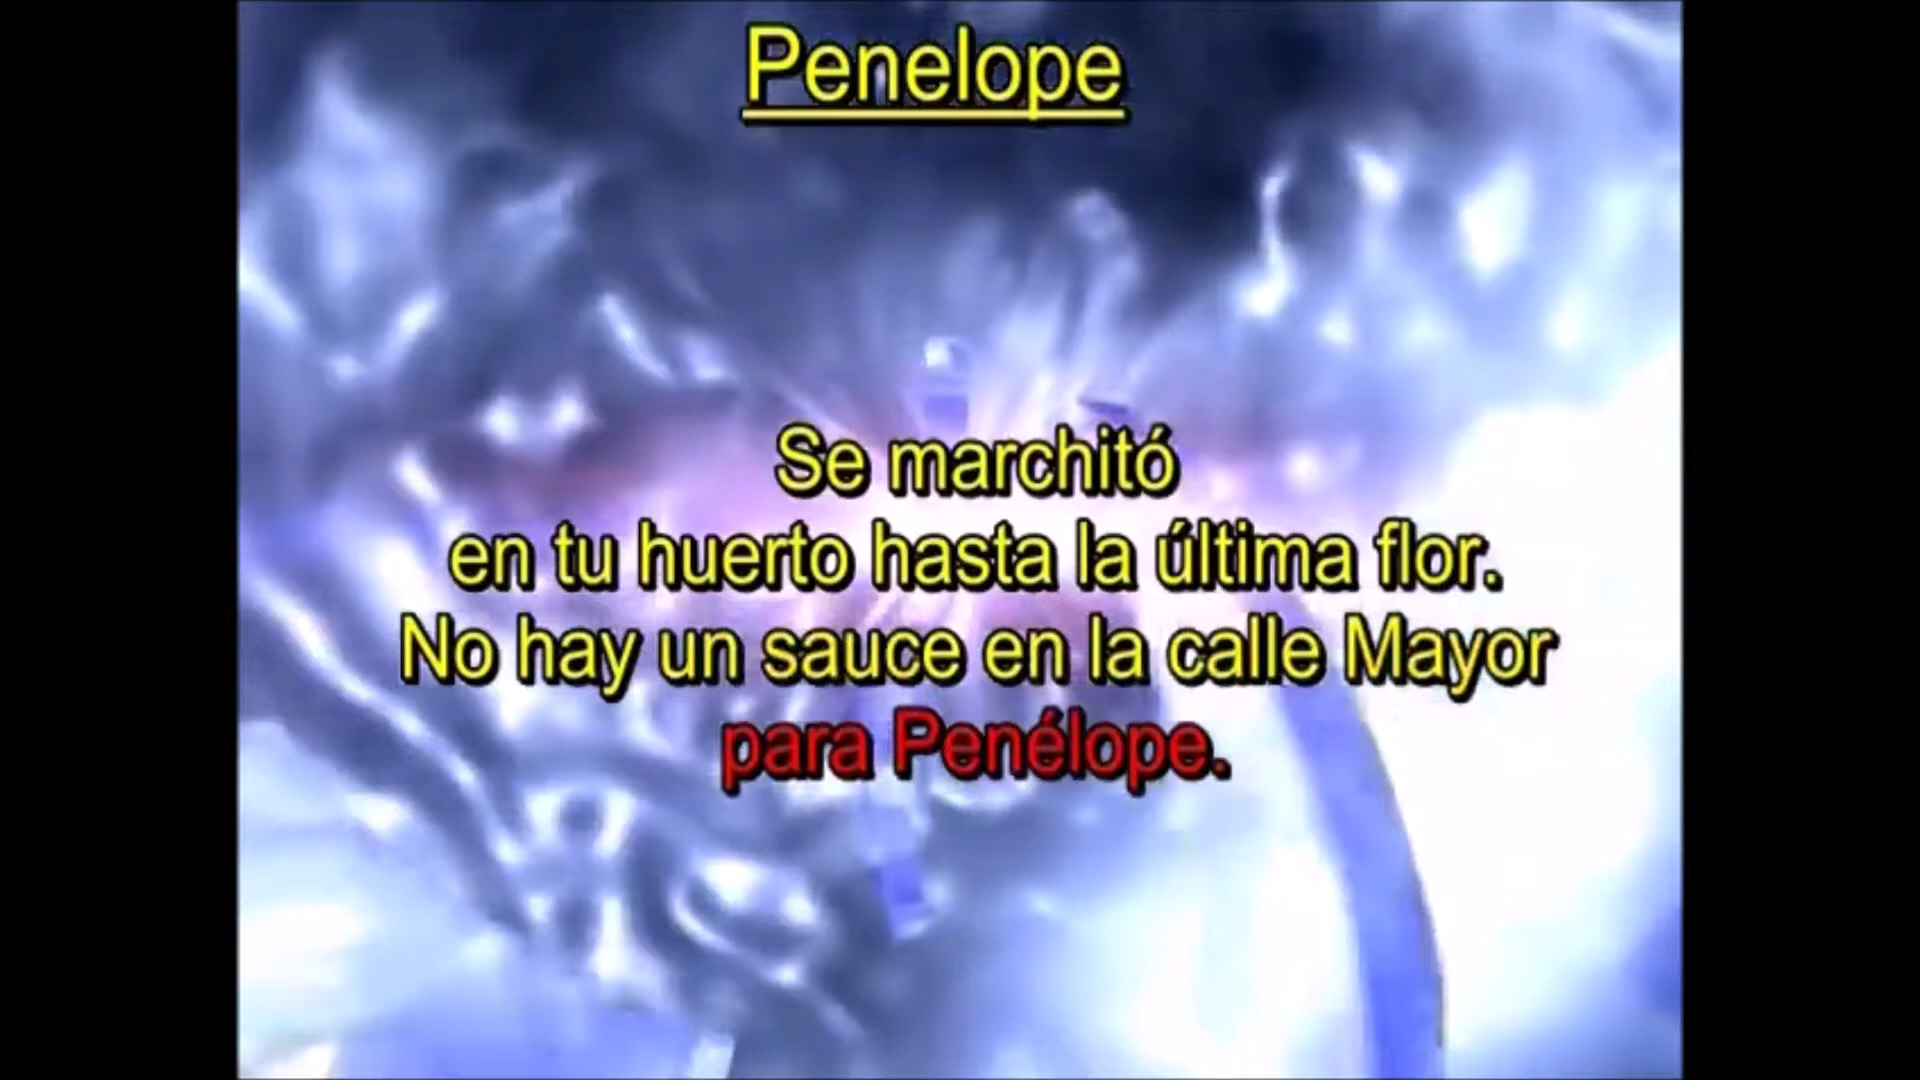 Penelope
Se marchitó
en tu huerto hasta la última flor.
No hay un sauce en la calle Mayor
para Penélope.